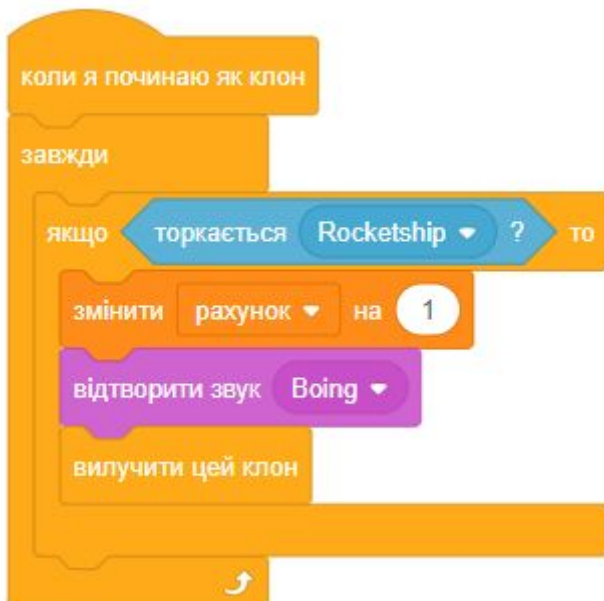 коли я починаю як клон
завжди
якщо торкається Rocketship ? то
змінити рахунок на 1
відтворити звук Boing
вилучити цей клон